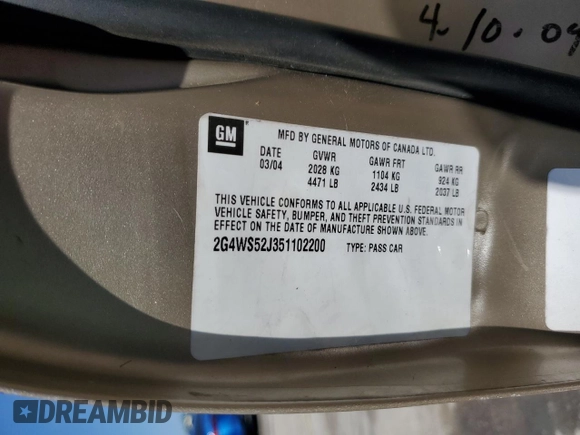 4-10-09
GM
MFD BY GENERAL MOTORS OF CANADA LTD.
DATE GVWR GAWR FRT GAWR RR
03/04 2028 KG 1104 KG 924 KG
4471 LB 2434 LB 2037 LB
THIS VEHICLE CONFORMS TO ALL APPLICABLE U.S. FEDERAL MOTOR
VEHICLE SAFETY, BUMPER, AND THEFT PREVENTION STANDARDS IN
EFFECT ON THE DATE OF MANUFACTURE SHOWN ABOVE.
2G4WS52J351102200 TYPE: PASS CAR
DREAMBID